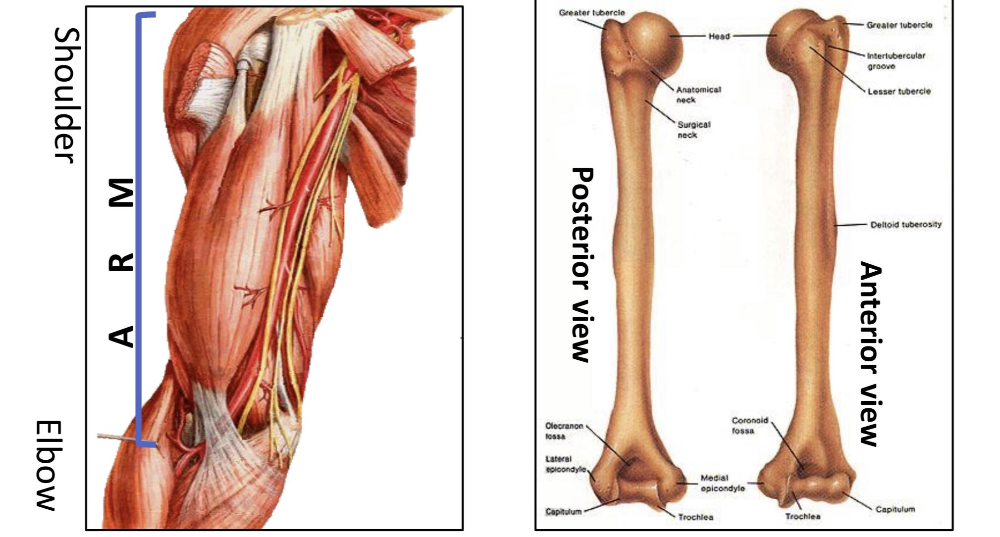 Shoulder
A R M
Elbow
Greater tubercle
Head
Anatomical
neck
Surgical
neck
Posterior view
Olecranon
fossa
Lateral
epicondyle
Capitulum
Medial
epicondyle
Trochlea
Greater tubercle
Intertubercular
groove
Lesser tubercle
Deltoid tuberosity
Anterior view
Coronoid
fossa
Trochlea
Capitulum